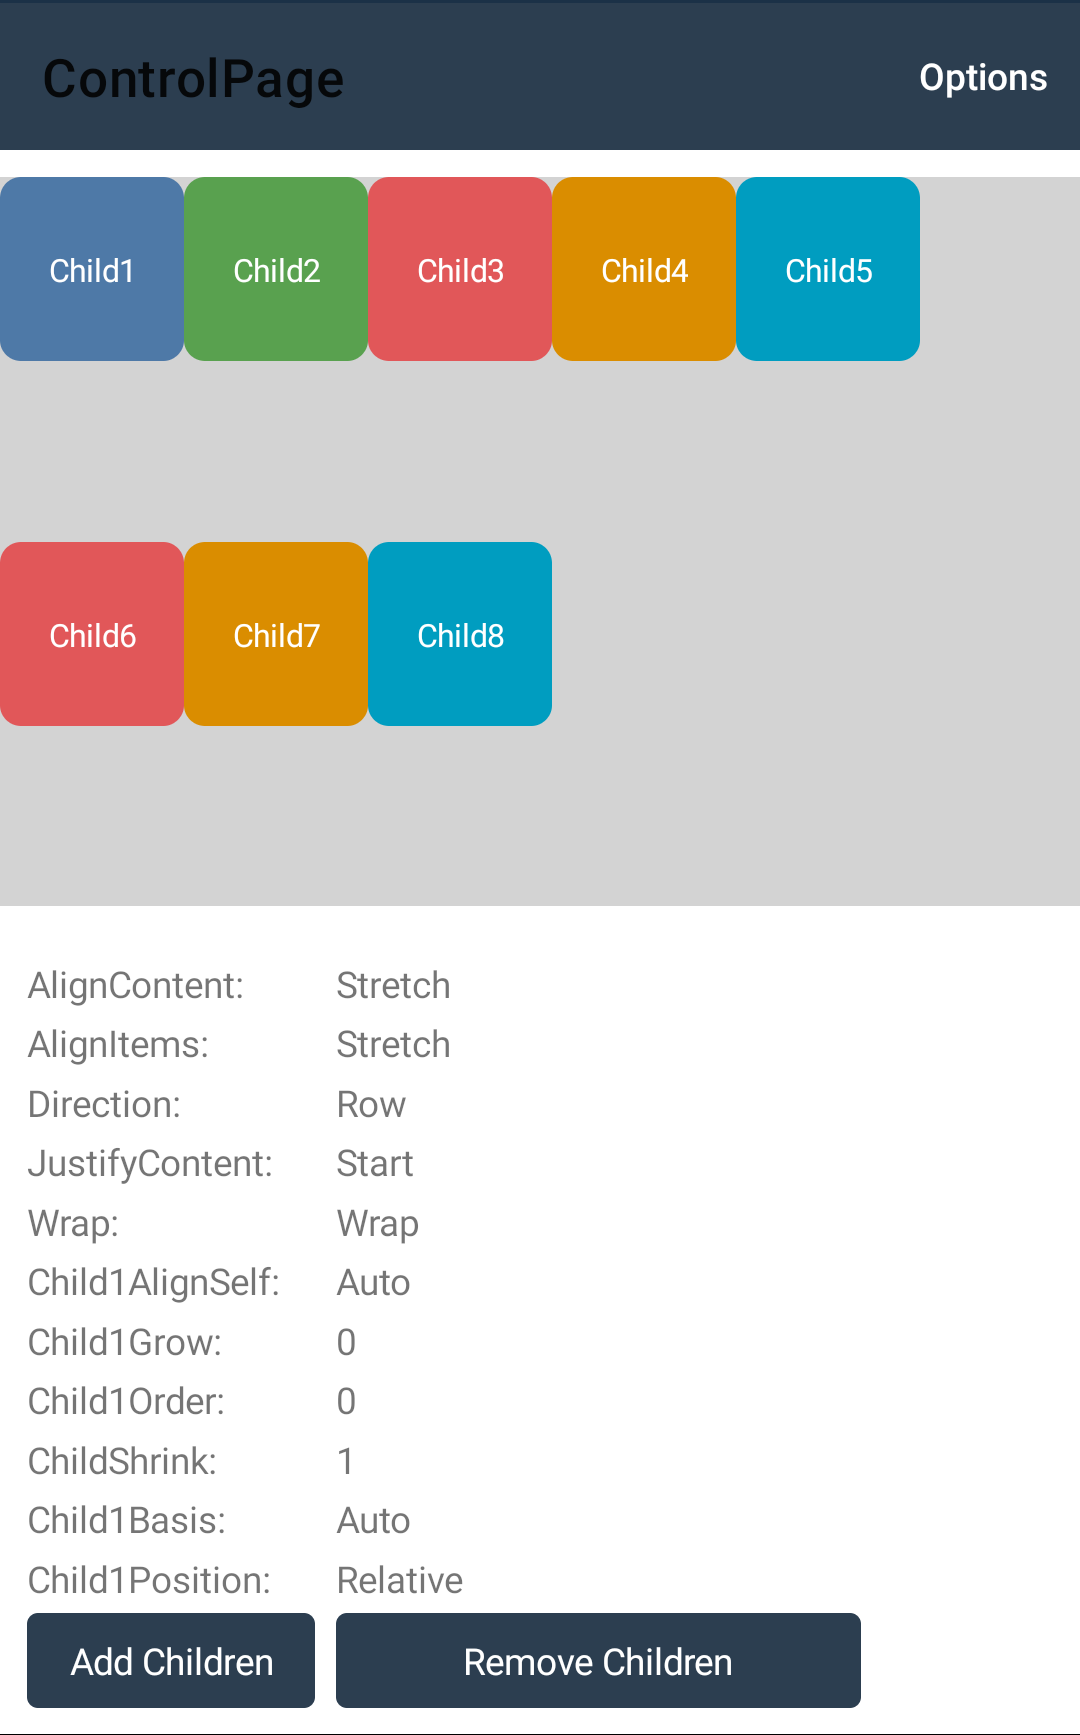 ControlPage Options
Child1 Child2 Child3 Child4 Child5
Child6 Child7 Child8
AlignContent: Stretch
AlignItems: Stretch
Direction: Row
JustifyContent: Start
Wrap: Wrap
Child1AlignSelf: Auto
Child1Grow: 0
Child1Order: 0
ChildShrink: 1
Child1Basis: Auto
Child1Position: Relative
Add Children Remove Children